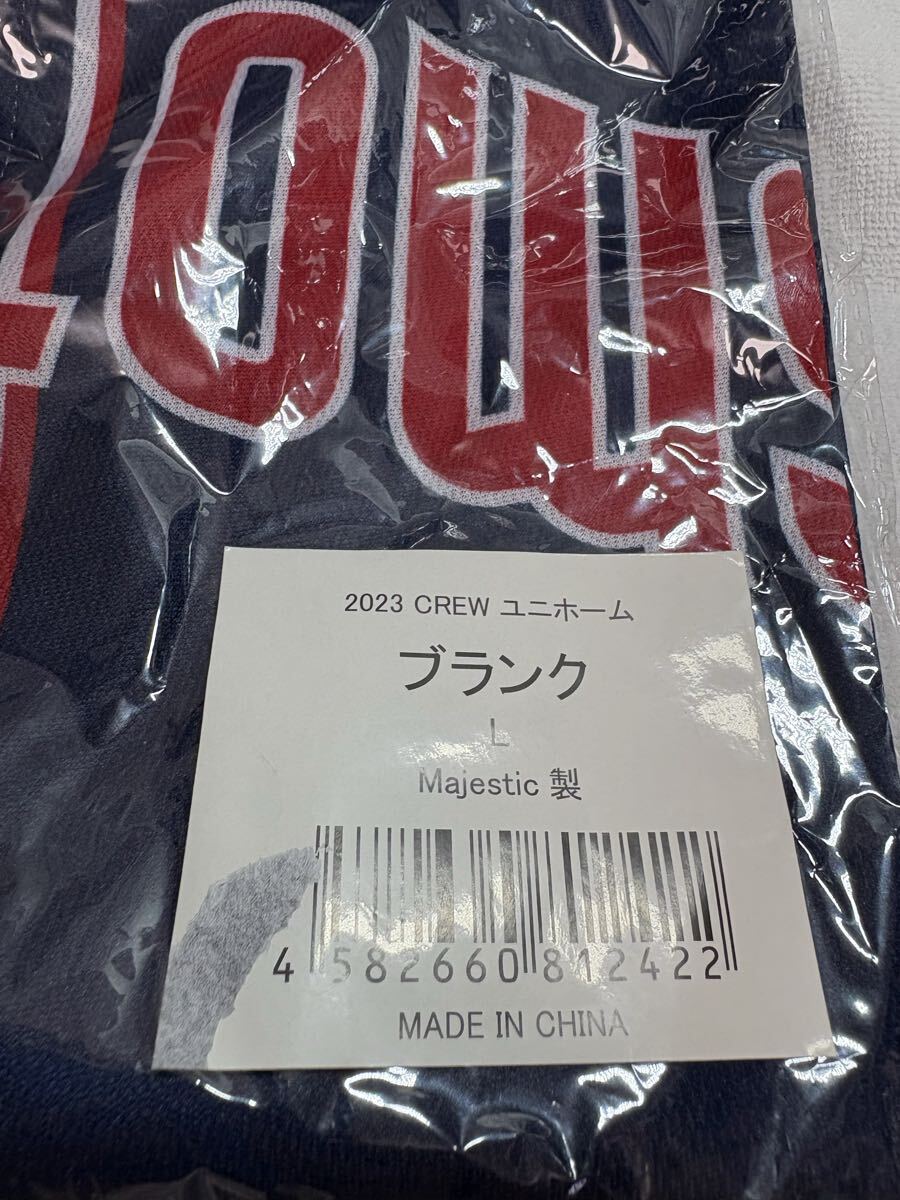 ows
2023 CREW ユニホーム
ブランク
L
Majestic 製
4 582660 812422
MADE IN CHINA